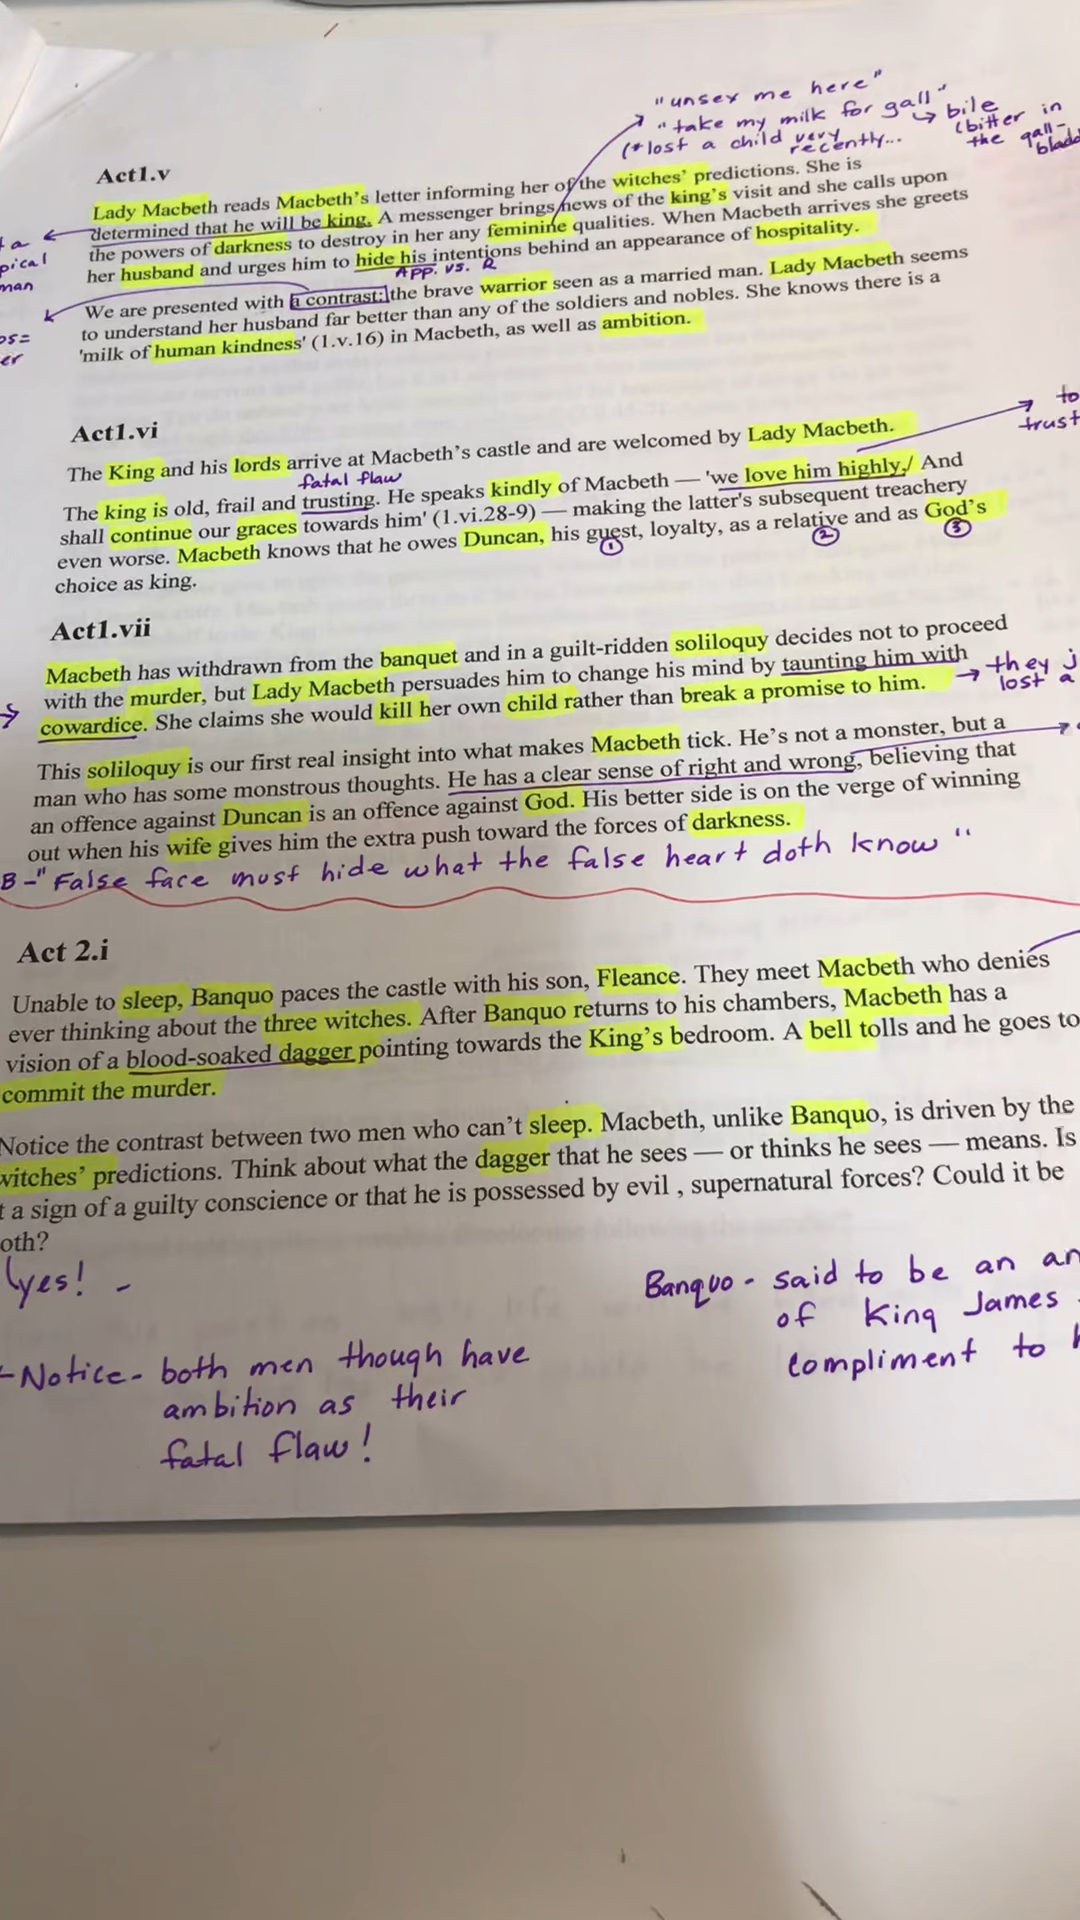 "unsex me here"
"take my milk for gall" → bile
(*lost a child very recently... (bitter in the gall-
Act1.v
Lady Macbeth reads Macbeth's letter informing her of the witches' predictions. She is
determined that he will be king. A messenger brings news of the king's visit and she calls upon
the powers of darkness to destroy in her any feminine qualities. When Macbeth arrives she greets
her husband and urges him to hide his intentions behind an appearance of hospitality.
APP. vs. R
We are presented with a contrast: the brave warrior seen as a married man. Lady Macbeth seems
to understand her husband far better than any of the soldiers and nobles. She knows there is a
'milk of human kindness' (1.v.16) in Macbeth, as well as ambition.
Act1.vi
to
trust
The King and his lords arrive at Macbeth's castle and are welcomed by Lady Macbeth.
fatal flaw
The king is old, frail and trusting. He speaks kindly of Macbeth — 'we love him highly,/ And
shall continue our graces towards him' (1.vi.28-9) — making the latter's subsequent treachery
even worse. Macbeth knows that he owes Duncan, his guest, loyalty, as a relative and as God's
① ② ③
choice as king.
Act1.vii
Macbeth has withdrawn from the banquet and in a guilt-ridden soliloquy decides not to proceed
with the murder, but Lady Macbeth persuades him to change his mind by taunting him with
→ they
lost a
cowardice. She claims she would kill her own child rather than break a promise to him.
This soliloquy is our first real insight into what makes Macbeth tick. He's not a monster, but a
man who has some monstrous thoughts. He has a clear sense of right and wrong, believing that
an offence against Duncan is an offence against God. His better side is on the verge of winning
out when his wife gives him the extra push toward the forces of darkness.
B -"False face must hide what the false heart doth know"
Act 2.i
Unable to sleep, Banquo paces the castle with his son, Fleance. They meet Macbeth who denies
ever thinking about the three witches. After Banquo returns to his chambers, Macbeth has a
vision of a blood-soaked dagger pointing towards the King's bedroom. A bell tolls and he goes to
commit the murder.
Notice the contrast between two men who can't sleep. Macbeth, unlike Banquo, is driven by the
witches' predictions. Think about what the dagger that he sees — or thinks he sees — means. Is
t a sign of a guilty conscience or that he is possessed by evil , supernatural forces? Could it be
oth?
yes! -
Banquo - said to be an an
of King James
compliment to
-Notice- both men though have
ambition as their
fatal flaw!